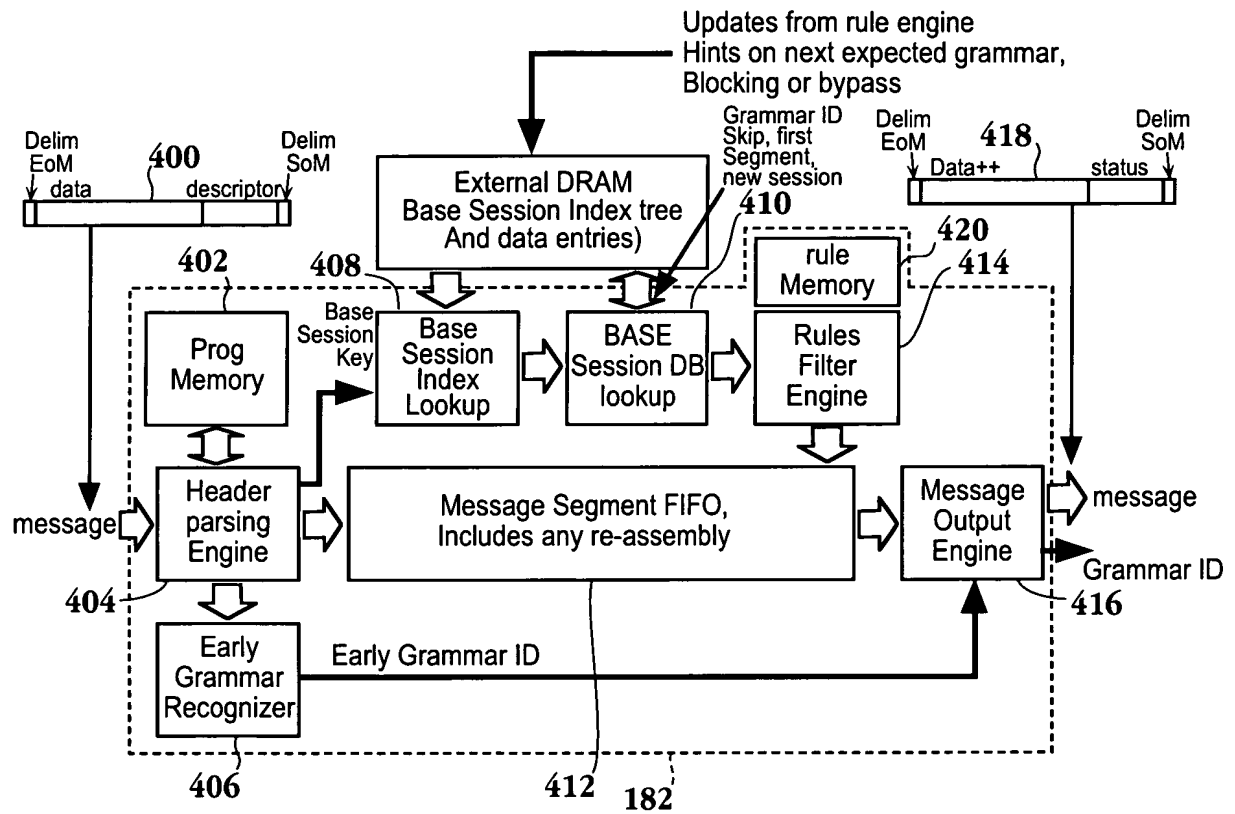 Updates from rule engine
Hints on next expected grammar,
Blocking or bypass
Delim
EoM
400
Delim
SoM
data
descriptor
Grammar ID
Skip, first
Segment,
new session
Delim
EoM
418
Delim
SoM
Data++
status
External DRAM
Base Session Index tree
And data entries)
410
402
408
420
414
rule
Memory
Prog
Memory
Base
Session
Key
Base
Session
Index
Lookup
BASE
Session DB
lookup
Rules
Filter
Engine
message
Header
parsing
Engine
Message Segment FIFO,
Includes any re-assembly
Message
Output
Engine
message
Grammar ID
404
416
Early
Grammar
Recognizer
Early Grammar ID
406
412
182